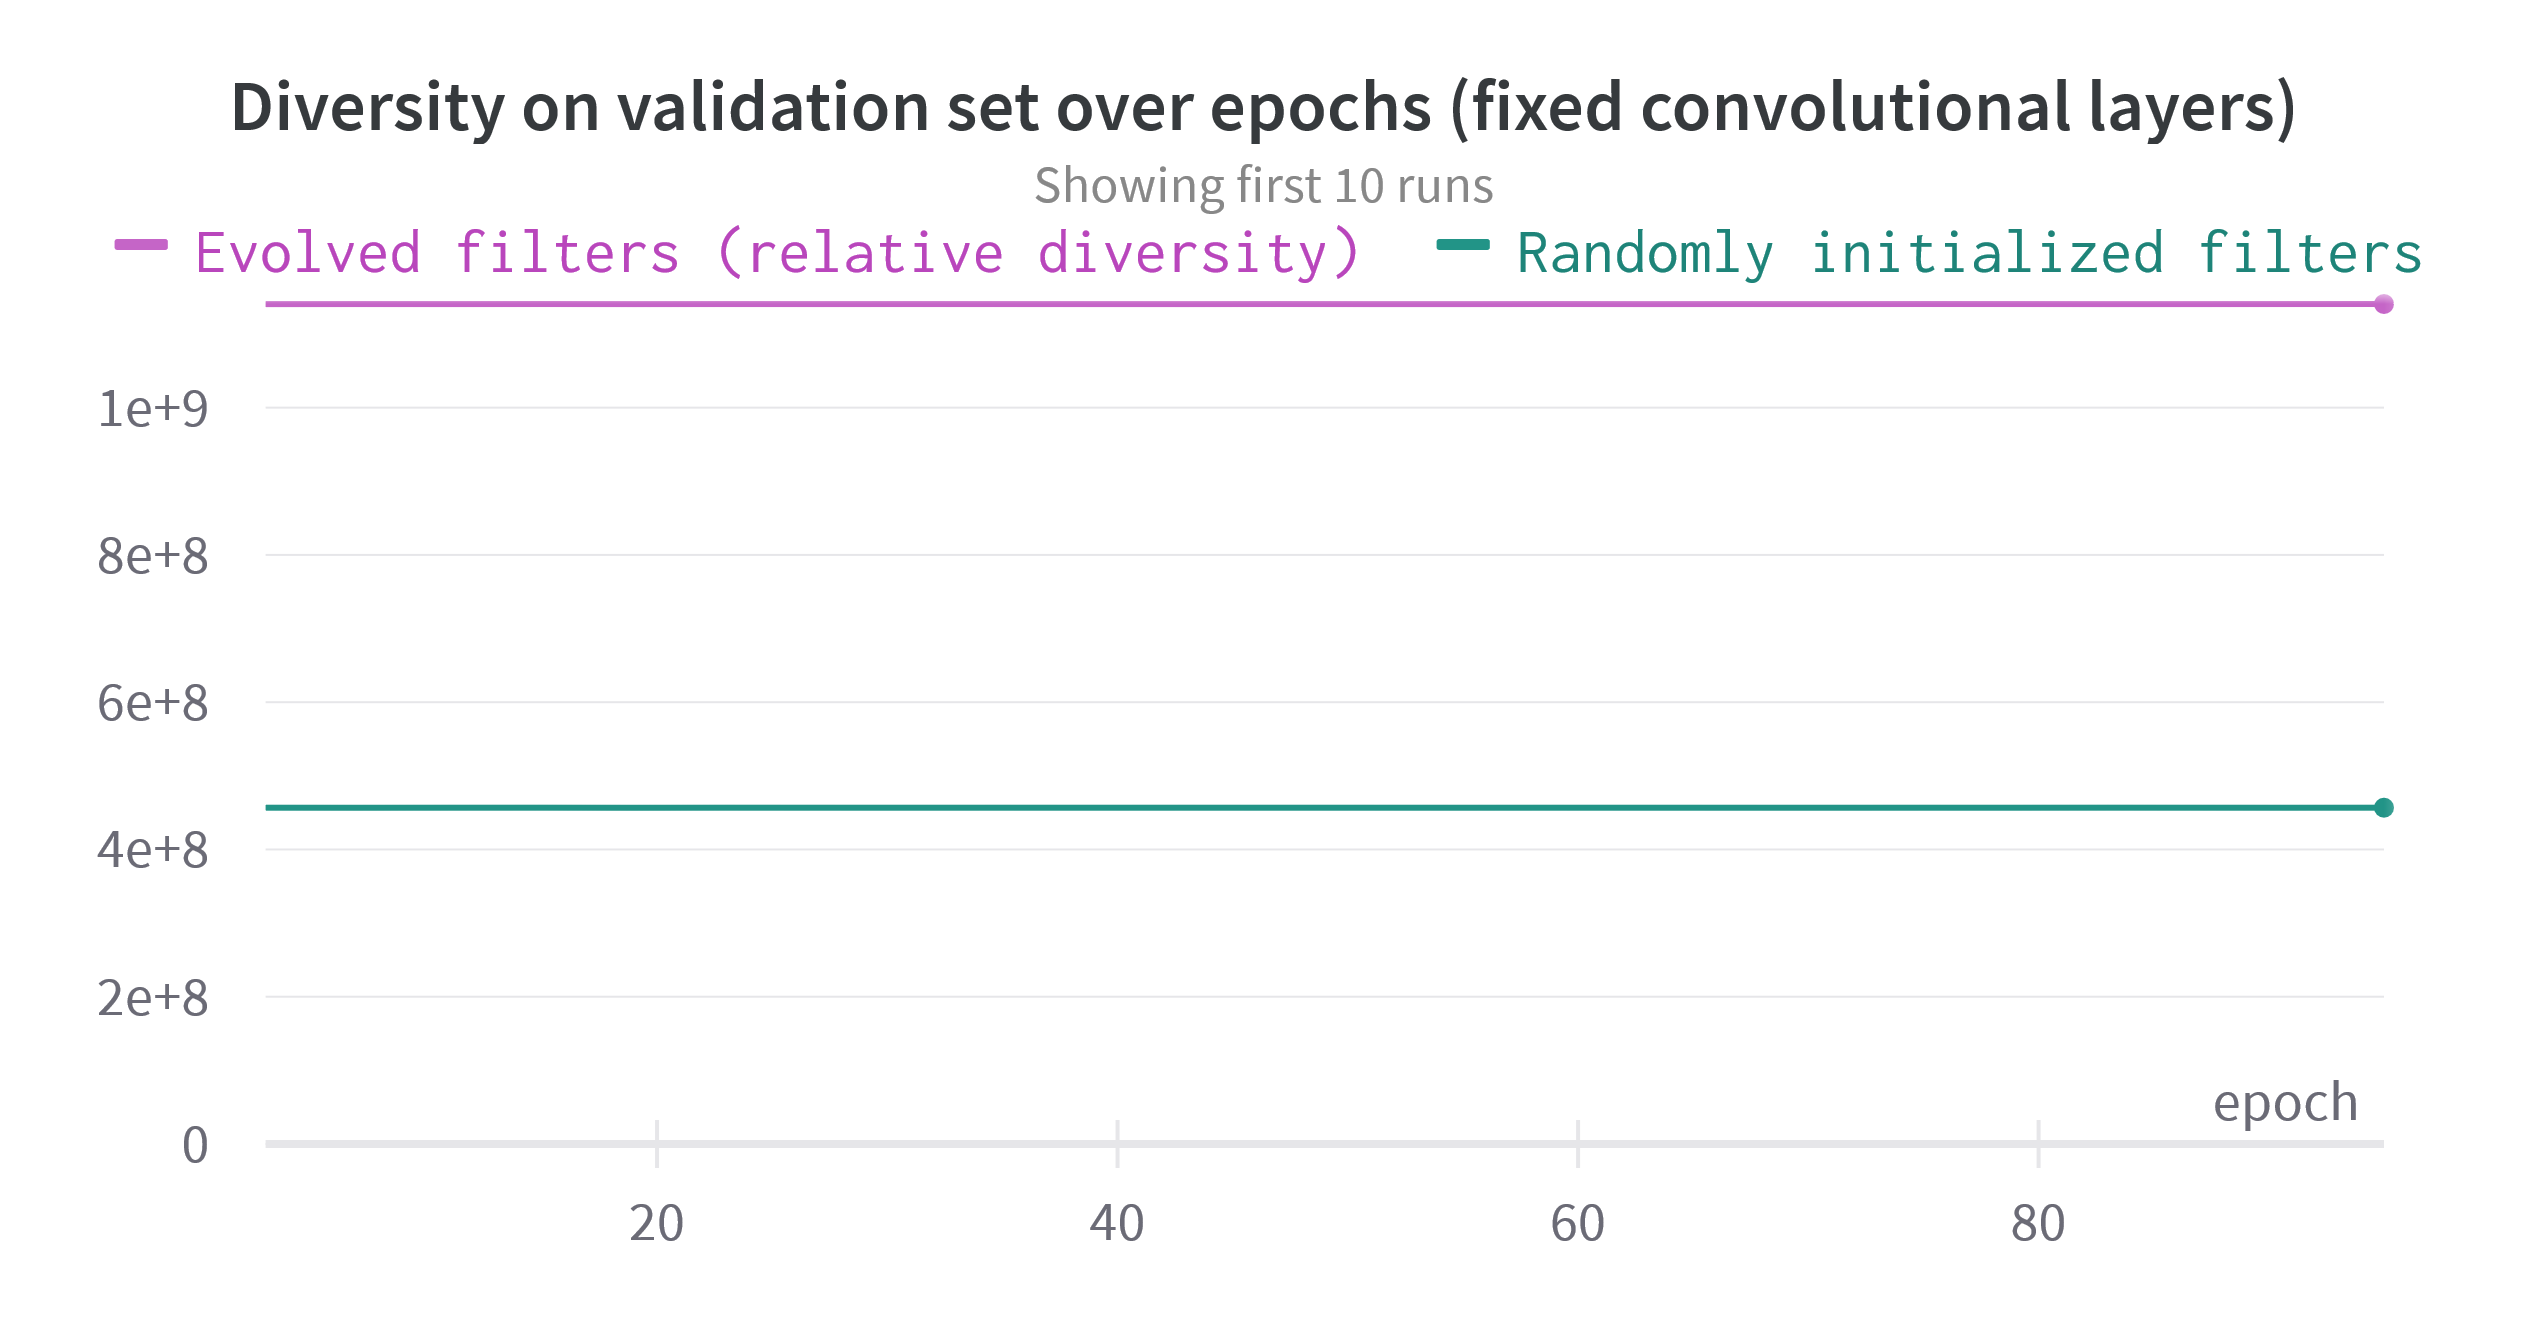 Diversity on validation set over epochs (fixed convolutional layers)
Showing first 10 runs
Evolved filters (relative diversity) Randomly initialized filters
1e+9
8e+8
6e+8
4e+8
2e+8
epoch
0
20 40 60 80